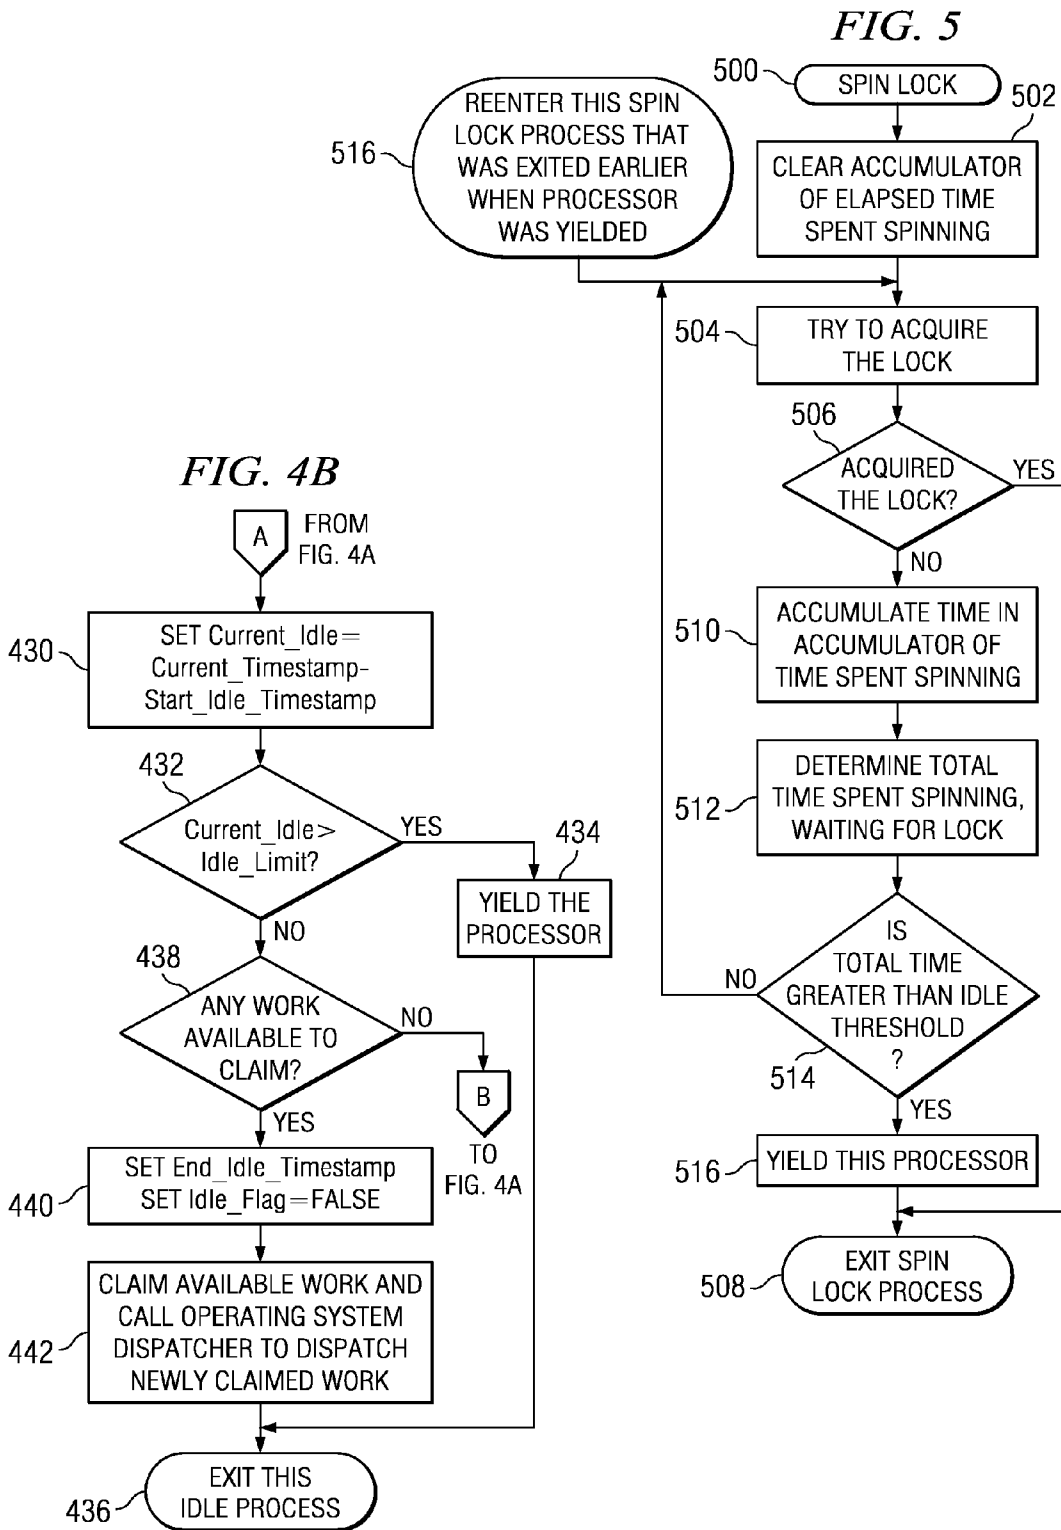 FIG. 5
500
SPIN LOCK
502
CLEAR ACCUMULATOR
OF ELAPSED TIME
SPENT SPINNING
516
REENTER THIS SPIN
LOCK PROCESS THAT
WAS EXITED EARLIER
WHEN PROCESSOR
WAS YIELDED
504
TRY TO ACQUIRE
THE LOCK
506
ACQUIRED
THE LOCK?
YES
NO
510
ACCUMULATE TIME IN
ACCUMULATOR OF
TIME SPENT SPINNING
512
DETERMINE TOTAL
TIME SPENT SPINNING,
WAITING FOR LOCK
IS
TOTAL TIME
GREATER THAN IDLE
THRESHOLD
?
NO
514
YES
516
YIELD THIS PROCESSOR
508
EXIT SPIN
LOCK PROCESS
FIG. 4B
A
FROM
FIG. 4A
430
SET Current_Idle=
Current_Timestamp-
Start_Idle_Timestamp
432
Current_Idle>
Idle_Limit?
YES
434
YIELD THE
PROCESSOR
NO
438
ANY WORK
AVAILABLE TO
CLAIM?
NO
B
TO
FIG. 4A
YES
440
SET End_Idle_Timestamp
SET Idle_Flag=FALSE
442
CLAIM AVAILABLE WORK AND
CALL OPERATING SYSTEM
DISPATCHER TO DISPATCH
NEWLY CLAIMED WORK
436
EXIT THIS
IDLE PROCESS